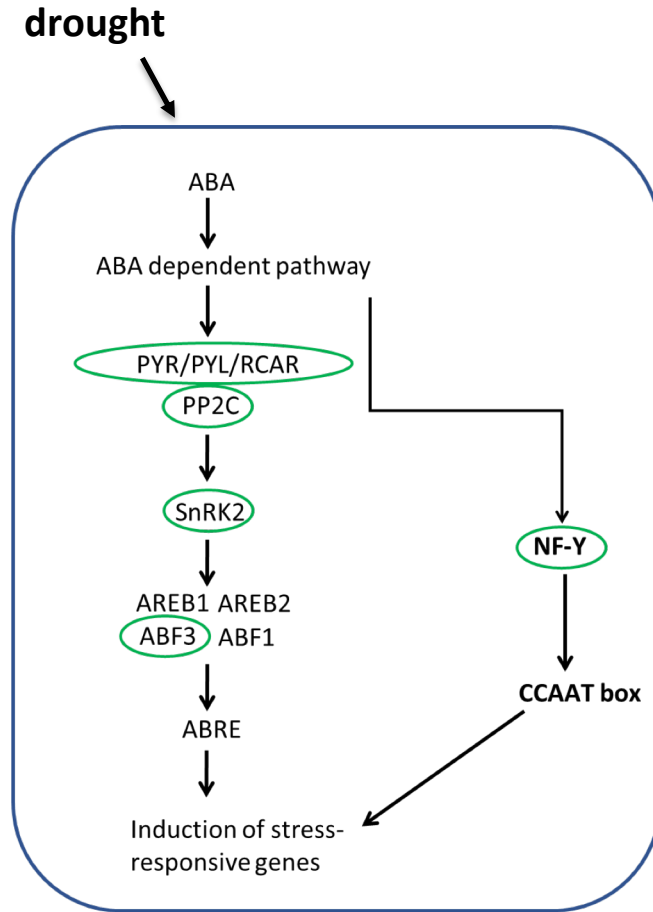 drought
ABA
ABA dependent pathway
PYR/PYL/RCAR
PP2C
SnRK2
NF-Y
AREB1 AREB2
ABF3 ABF1
CCAAT box
ABRE
Induction of stress-
responsive genes